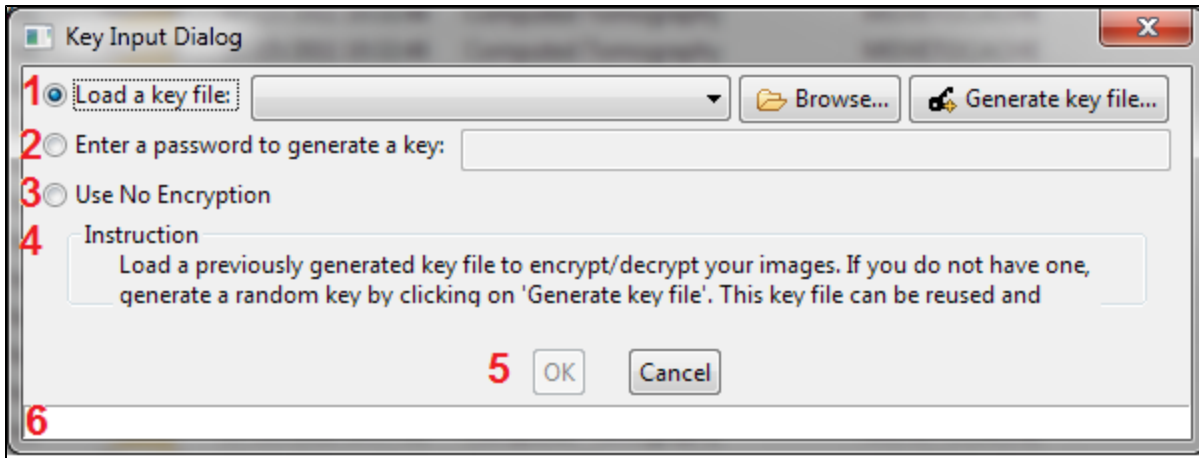 Key Input Dialog
1 Load a key file: Browse... Generate key file...
2 Enter a password to generate a key:
3 Use No Encryption
4 Instruction
Load a previously generated key file to encrypt/decrypt your images. If you do not have one,
generate a random key by clicking on 'Generate key file'. This key file can be reused and
5 OK Cancel
6